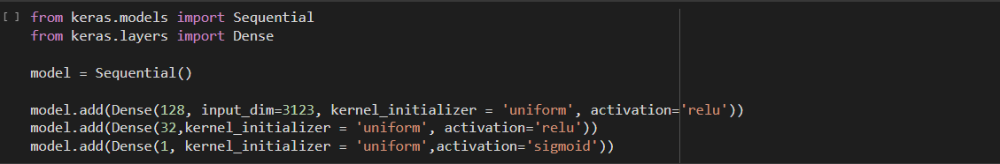 [ ] from keras.models import Sequential
from keras.layers import Dense
model = Sequential()
model.add(Dense(128, input_dim=3123, kernel_initializer = 'uniform', activation='relu'))
model.add(Dense(32,kernel_initializer = 'uniform', activation='relu'))
model.add(Dense(1, kernel_initializer = 'uniform',activation='sigmoid'))